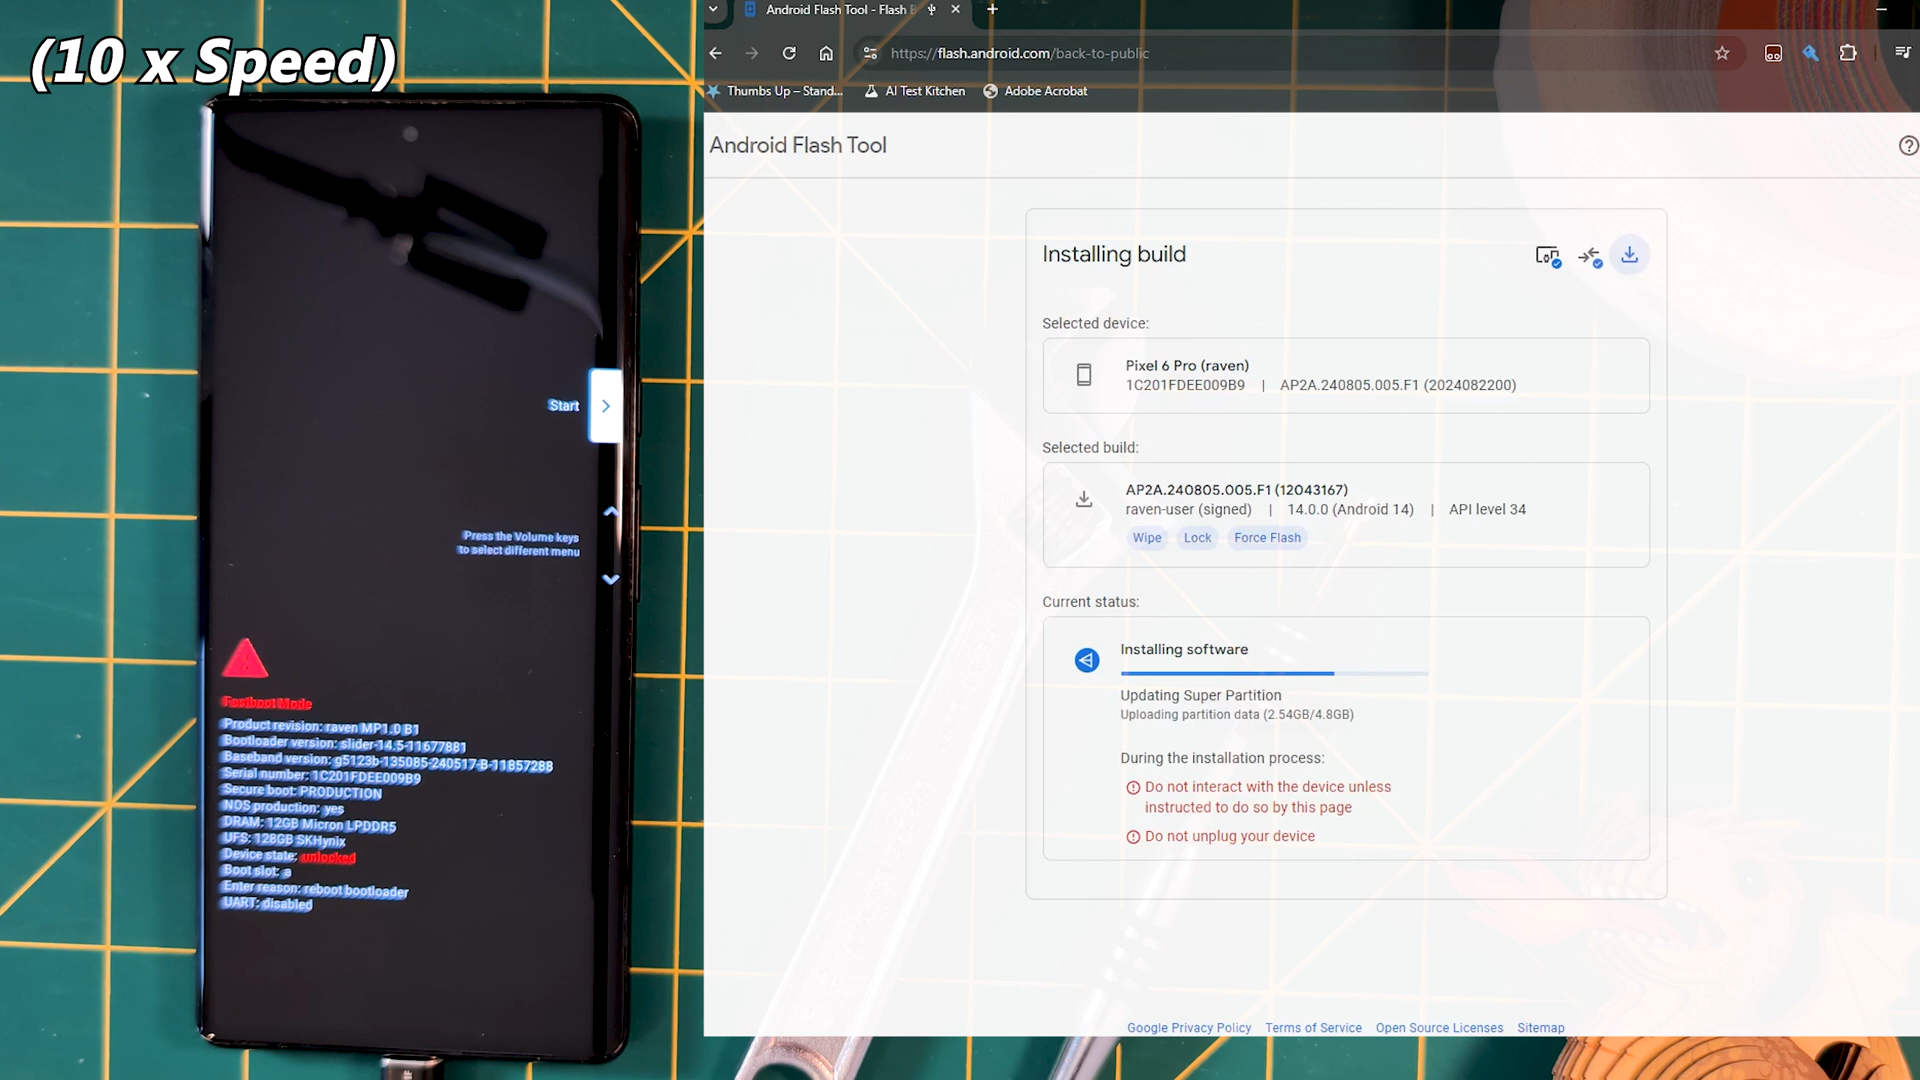 (10 x Speed)
Start
Press the Volume keys
to select different menu
Fastboot Mode
Product revision: raven MP1.0 B1
Bootloader version: slider-14.5-11677881
Baseband version: g5123b-135085-240517-B-11857288
Serial number: 1C201FDEE009B9
Secure boot: PRODUCTION
NOS production: yes
DRAM: 12GB Micron LPDDR5
UFS: 128GB SKHynix
Device state: unlocked
Boot slot: a
Enter reason: reboot bootloader
UART: disabled
Android Flash Tool - Flash
https://flash.android.com/back-to-public
Thumbs Up – Stand...
AI Test Kitchen
Adobe Acrobat
Android Flash Tool
Installing build
Selected device:
Pixel 6 Pro (raven)
1C201FDEE009B9 | AP2A.240805.005.F1 (2024082200)
Selected build:
AP2A.240805.005.F1 (12043167)
raven-user (signed) | 14.0.0 (Android 14) | API level 34
Wipe Lock Force Flash
Current status:
Installing software
Updating Super Partition
Uploading partition data (2.54GB/4.8GB)
During the installation process:
Do not interact with the device unless
instructed to do so by this page
Do not unplug your device
Google Privacy Policy Terms of Service Open Source Licenses Sitemap